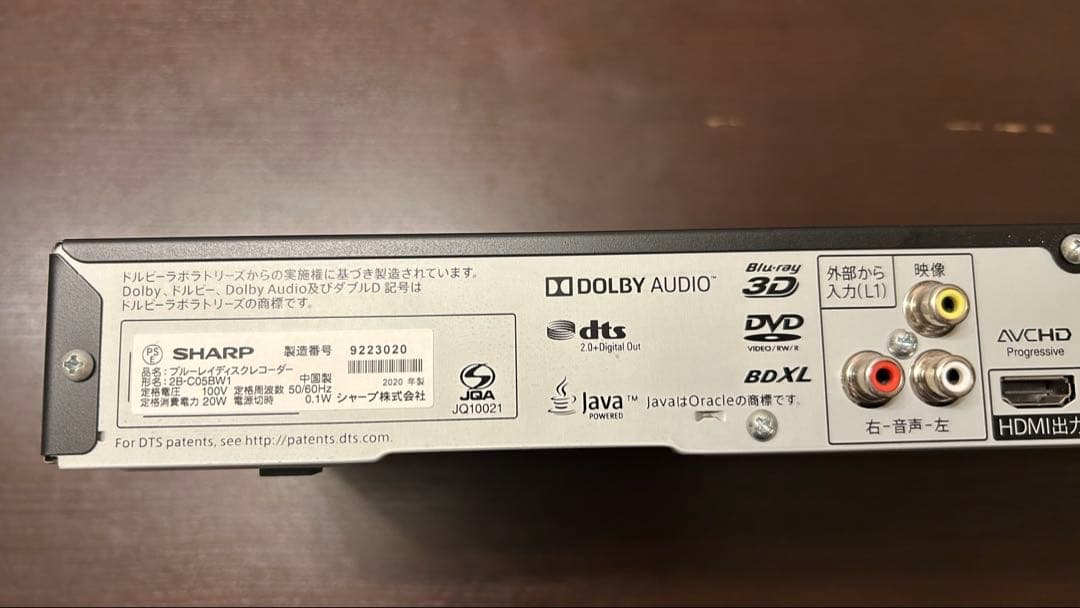 ドルビーラボラトリーズからの実施権に基づき製造されています。
Dolby、ドルビー、Dolby Audio及びダブルD 記号は
ドルビーラボラトリーズの商標です。
PS
E
SHARP 製造番号 9223020
品名:ブルーレイディスクレコーダー
形名:2B-C05BW1 中国製 2020 年製
定格電圧 100V 定格周波数 50/60Hz
定格消費電力 20W 電源切時 0.1W シャープ株式会社
JQA
JQ10021
For DTS patents, see http://patents.dts.com.
DOLBY AUDIO™
dts
2.0+Digital Out
Java
POWERED
JavaはOracleの商標です。
Blu-ray
3D
DVD
VIDEO/RW/R
BDXL
外部から
入力(L1)
映像
右-音声-左
AVCHD
Progressive
HDMI出力